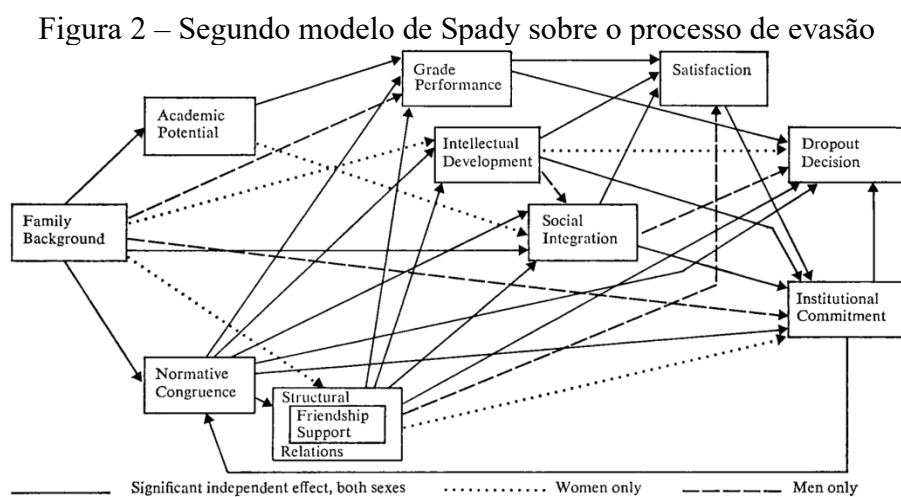 Figura 2 – Segundo modelo de Spady sobre o processo de evasão
Grade
Performance
Satisfaction
Academic
Potential
Intellectual
Development
Dropout
Decision
Family
Background
Social
Integration
Institutional
Commitment
Normative
Congruence
Structural
Friendship
Support
Relations
Significant independent effect, both sexes
Women only
Men only